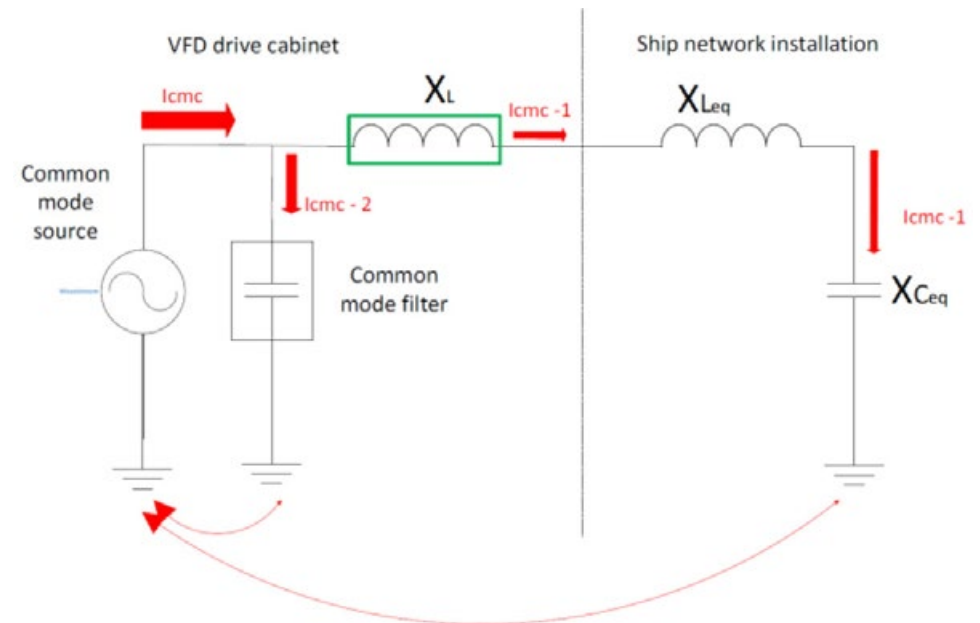 VFD drive cabinet
Ship network installation
Icmc
XL
Icmc -1
XLeq
Common
mode
source
Icmc - 2
Common
mode filter
Icmc -1
XCeq